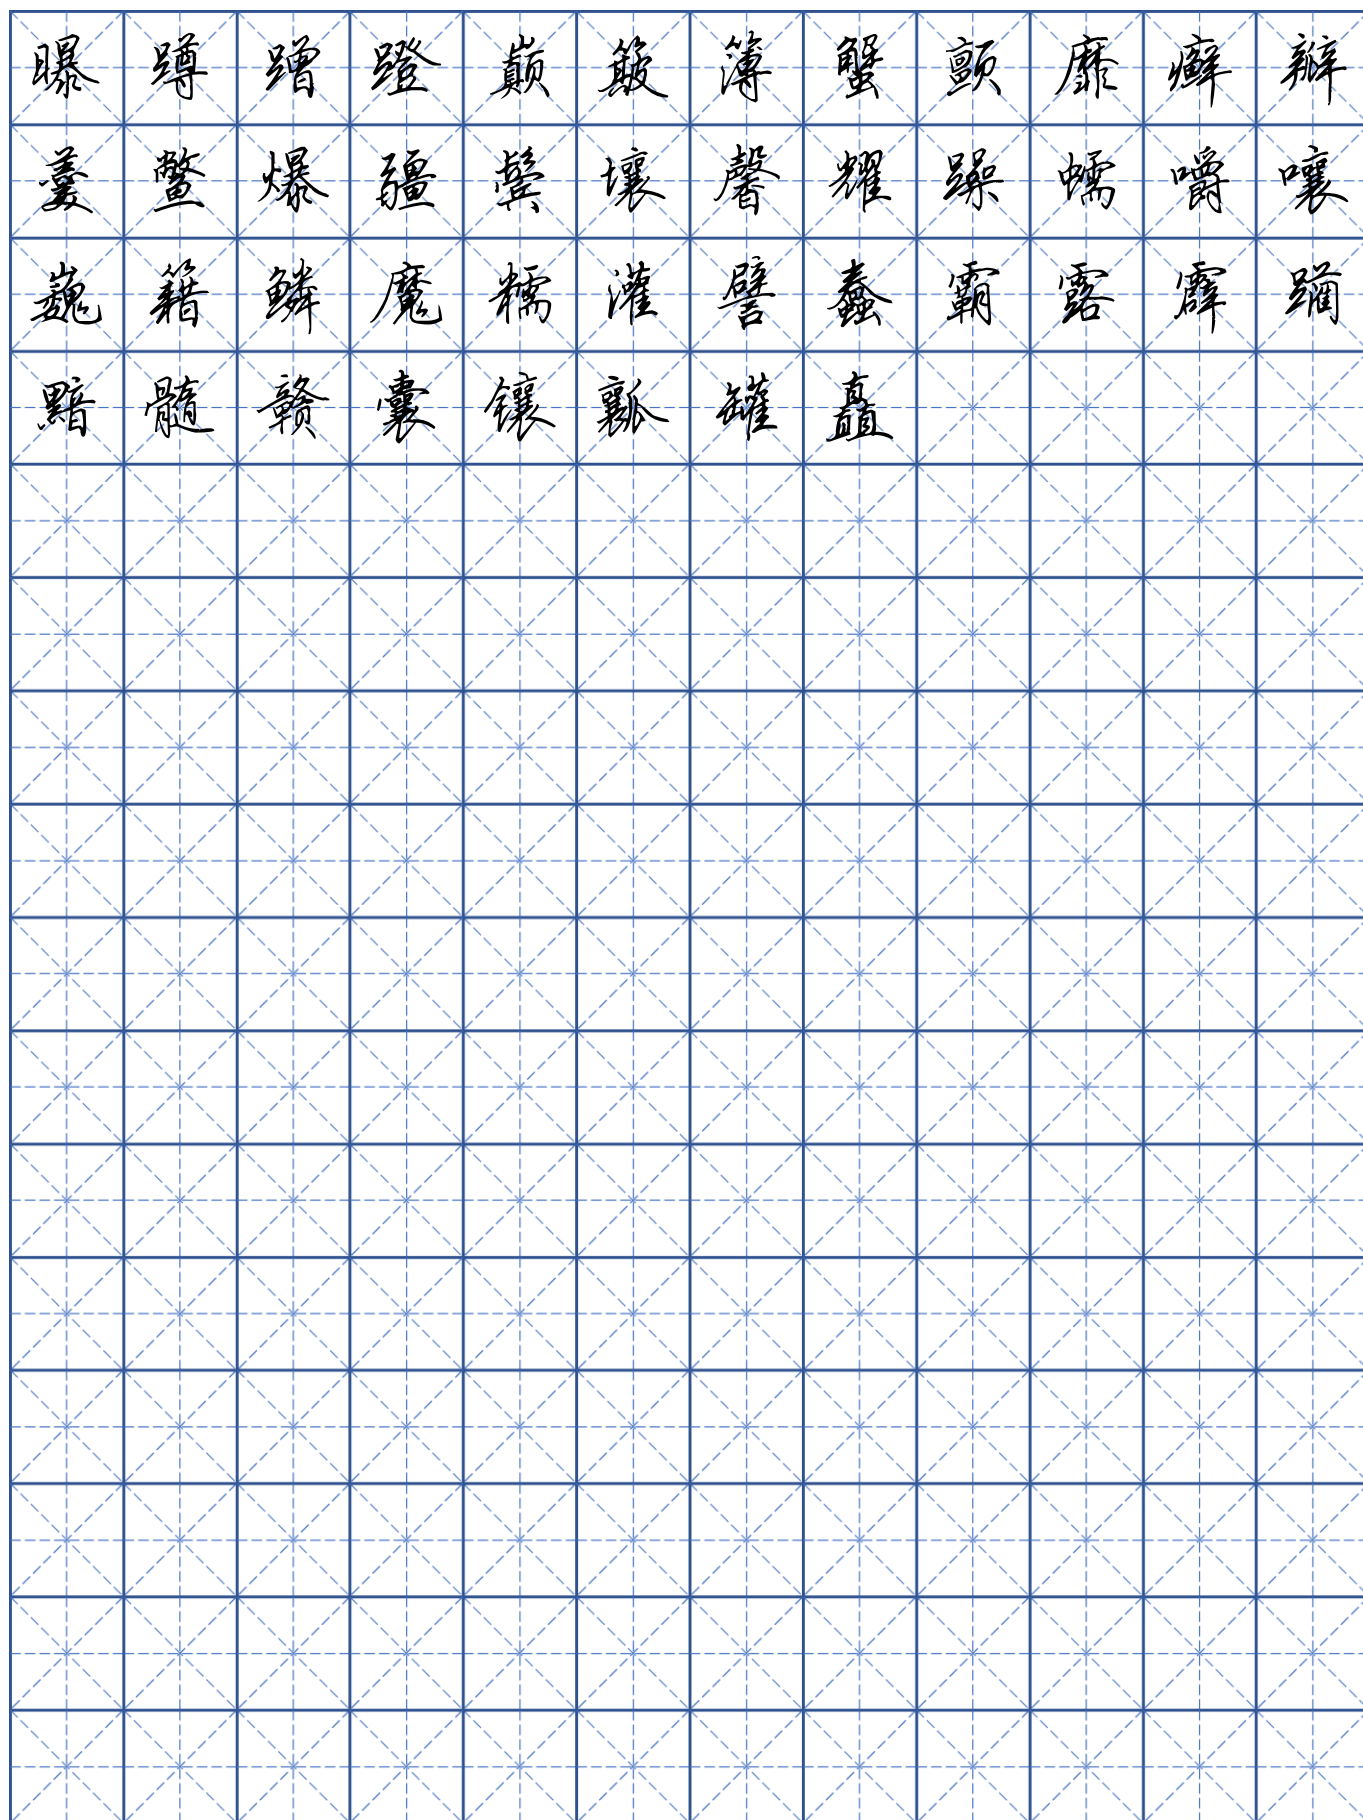 曝蹲蹭蹬巅簸簿蟹颤靡癣瓣
羹鳖爆疆鬓壤馨耀躁蠕嚼嚷
巍籍鳞魔糯灌譬蠢霸露霹躏
黯髓赣囊镶瓤罐矗